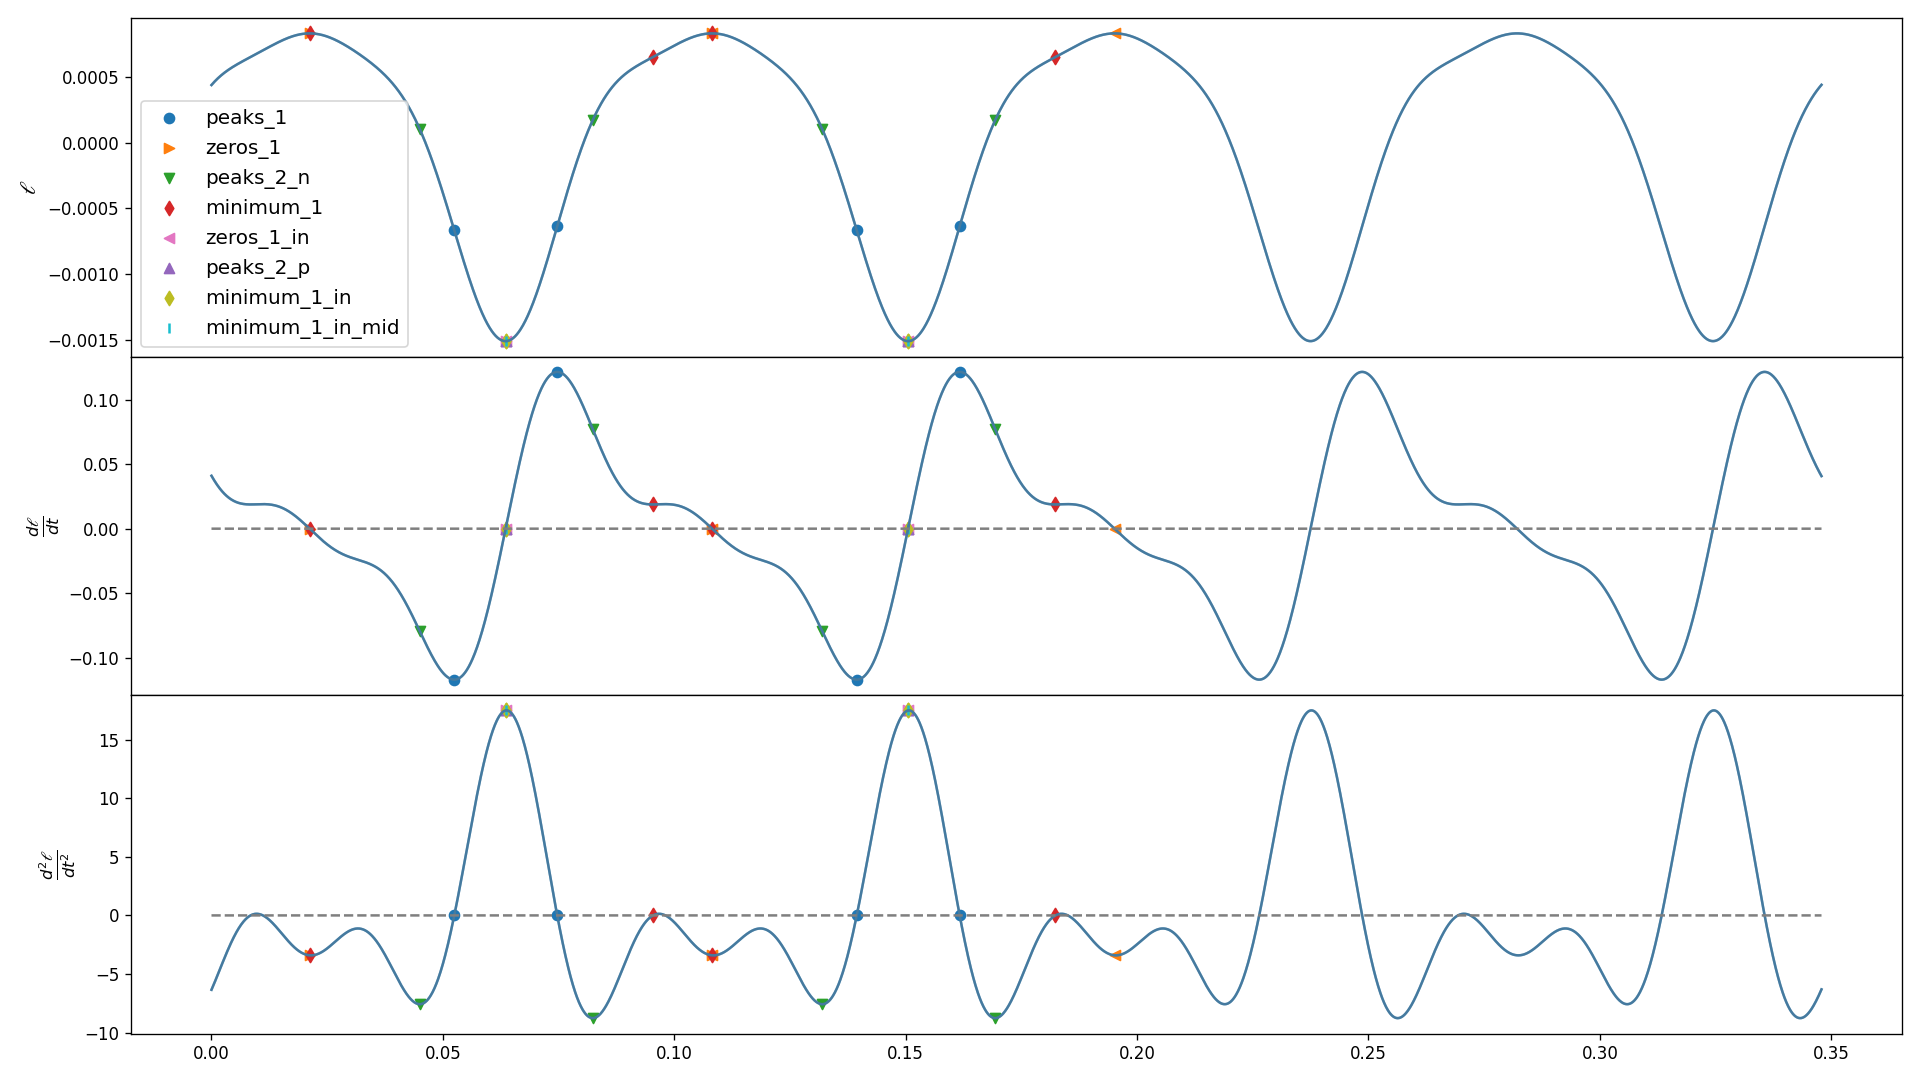 0.0005
0.0000
−0.0005
−0.0010
−0.0015
ℓ
peaks_1
zeros_1
peaks_2_n
minimum_1
zeros_1_in
peaks_2_p
minimum_1_in
minimum_1_in_mid
0.10
0.05
0.00
−0.05
−0.10
dℓ/dt
15
10
5
0
−5
−10
d²ℓ/dt²
0.00 0.05 0.10 0.15 0.20 0.25 0.30 0.35